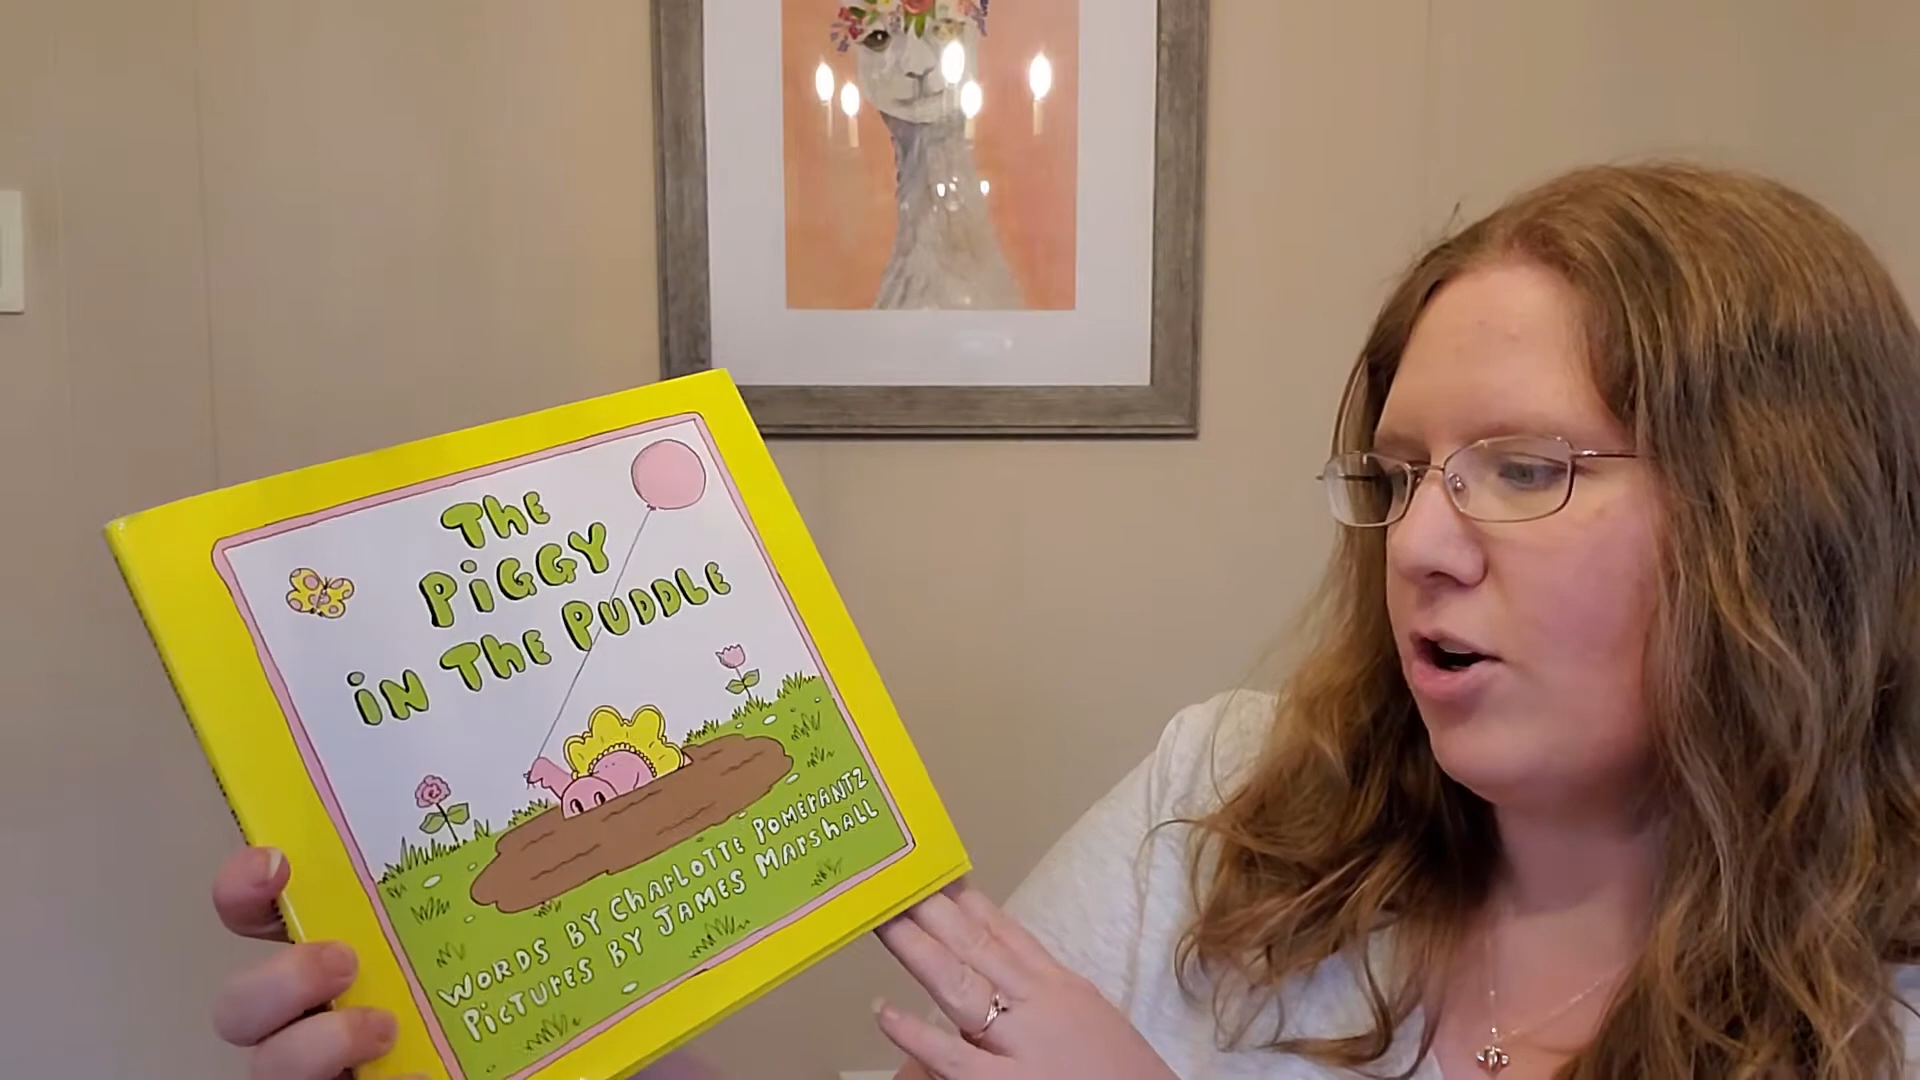 The
PiGGY
iN The PUDDLE
WORDS BY CharLOTTE POMErANTZ
PicTUrES BY JAMES MArShALL